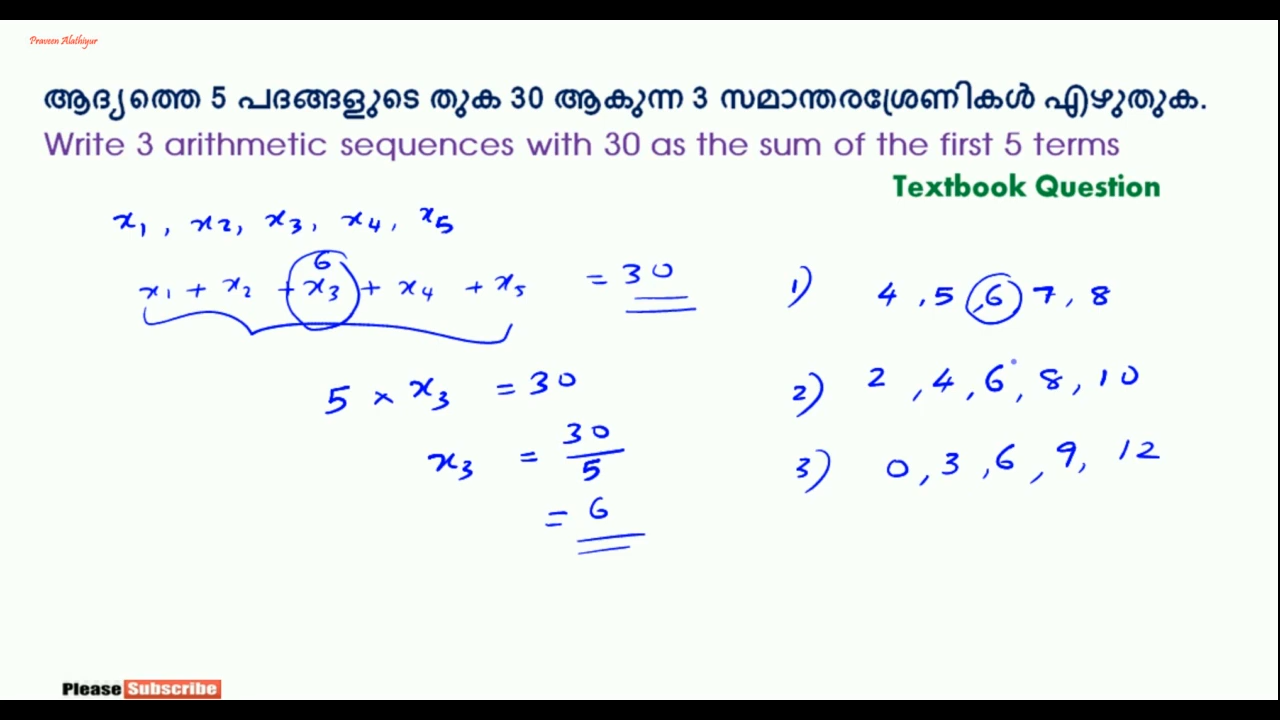 Praveen Alathiyur
ആദ്യത്തെ 5 പദങ്ങളുടെ തുക 30 ആകുന്ന 3 സമാന്തരശ്രേണികൾ എഴുതുക.
Write 3 arithmetic sequences with 30 as the sum of the first 5 terms
Textbook Question
x₁, x₂, x₃, x₄, x₅
6
x₁ + x₂ + x₃ + x₄ + x₅ = 30
5 × x₃ = 30
x₃ = 30/5
= 6
1) 4, 5, 6, 7, 8
2) 2, 4, 6, 8, 10
3) 0, 3, 6, 9, 12
Please Subscribe